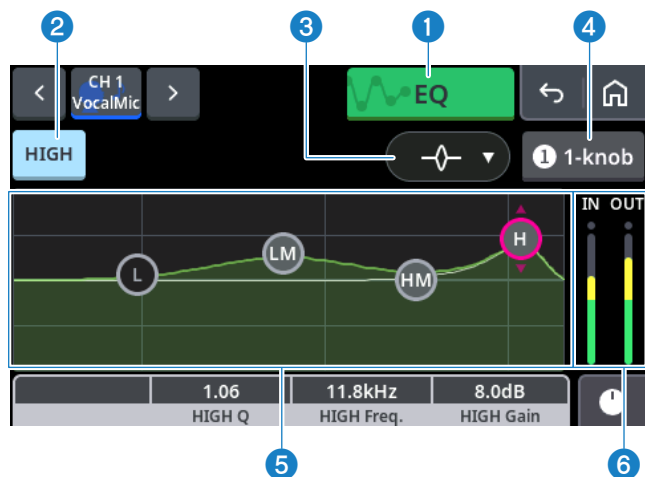 2 3 1 4
< CH 1 VocalMic > EQ
HIGH 1 1-knob
IN OUT
L LM HM H
1.06 11.8kHz 8.0dB
HIGH Q HIGH Freq. HIGH Gain
5 6